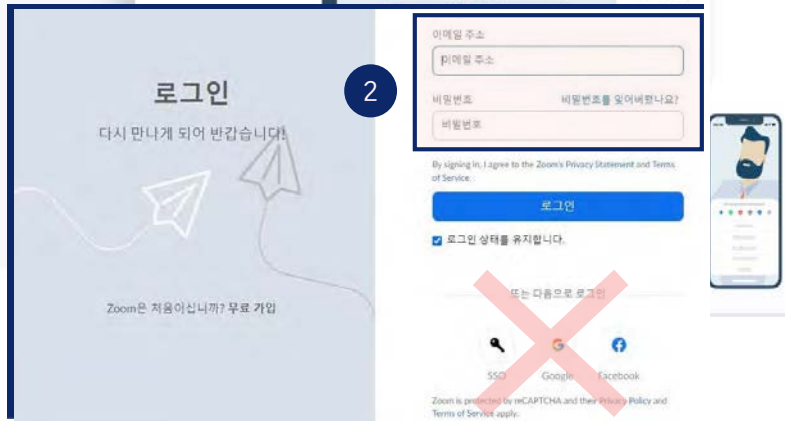 로그인
다시 만나게 되어 반갑습니다!
Zoom은 처음이십니까? 무료 가입
2
이메일 주소
이메일 주소
비밀번호 비밀번호를 잊어버렸나요?
비밀번호
By signing in, I agree to the Zoom's Privacy Statement and Terms
of Service.
로그인
로그인 상태를 유지합니다.
또는 다음으로 로그인
SSO Google Facebook
Zoom is protected by reCAPTCHA and their Privacy Policy and
Terms of Service apply.